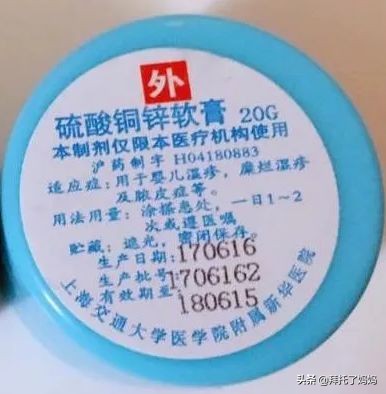 外
硫酸铜锌软膏 20G
本制剂仅限本医疗机构使用
沪药制字 H04180883
适应症:用于婴儿湿疹,糜烂湿疹
及脓皮症等。
用法用量:涂搽患处,一日1~2
次或遵医嘱
贮藏:遮光,密闭保存。
生产日期:170616
生产批号:1706162
有效期至:180615
上海交通大学医学院附属新华医院
头条 @拜托了妈妈